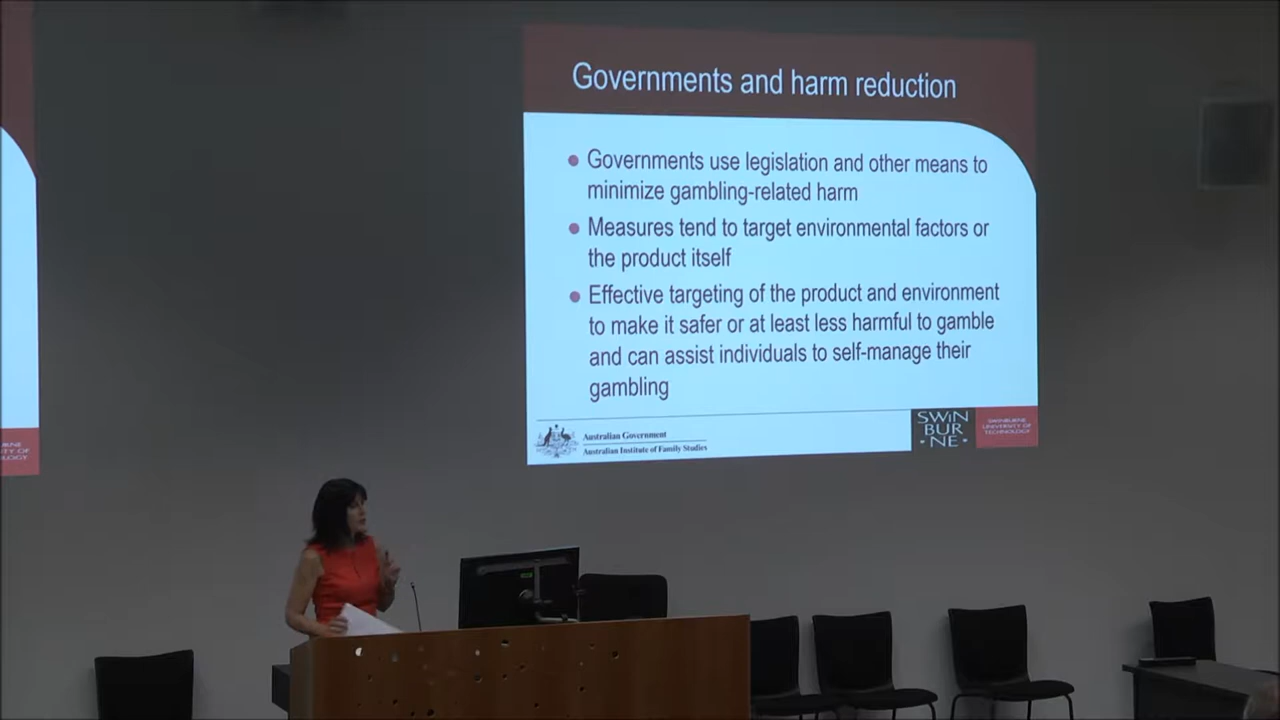 Governments and harm reduction
Governments use legislation and other means to
minimize gambling-related harm
Measures tend to target environmental factors or
the product itself
Effective targeting of the product and environment
to make it safer or at least less harmful to gamble
and can assist individuals to self-manage their
gambling
Australian Government
Australian Institute of Family Studies
SWIN
BUR
NE
SWINBURNE
UNIVERSITY OF
TECHNOLOGY